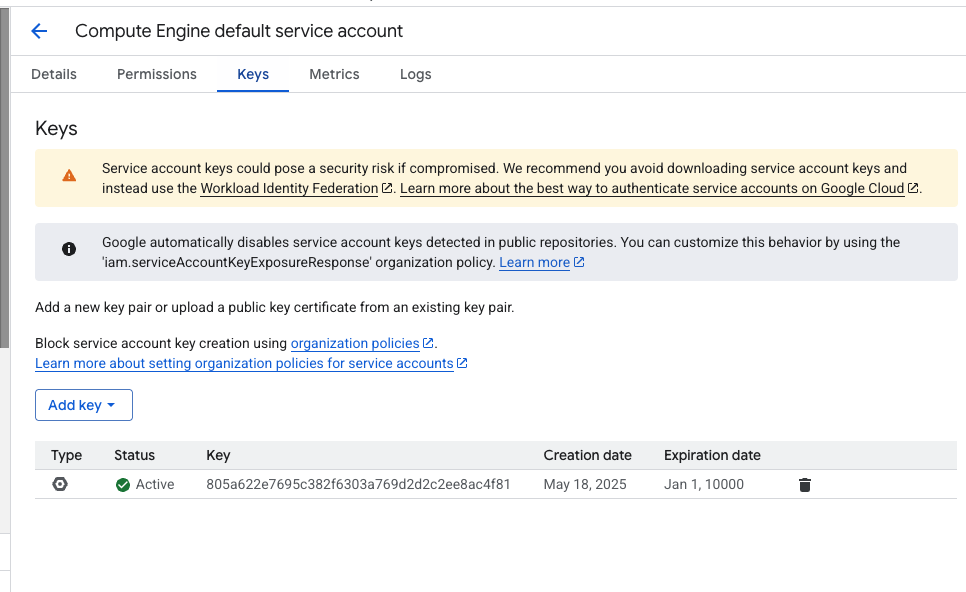 Compute Engine default service account
Details Permissions Keys Metrics Logs
Keys
Service account keys could pose a security risk if compromised. We recommend you avoid downloading service account keys and
instead use the Workload Identity Federation. Learn more about the best way to authenticate service accounts on Google Cloud.
Google automatically disables service account keys detected in public repositories. You can customize this behavior by using the
'iam.serviceAccountKeyExposureResponse' organization policy. Learn more
Add a new key pair or upload a public key certificate from an existing key pair.
Block service account key creation using organization policies.
Learn more about setting organization policies for service accounts
Add key
Type Status Key Creation date Expiration date
Active 805a622e7695c382f6303a769d2d2c2ee8ac4f81 May 18, 2025 Jan 1, 10000